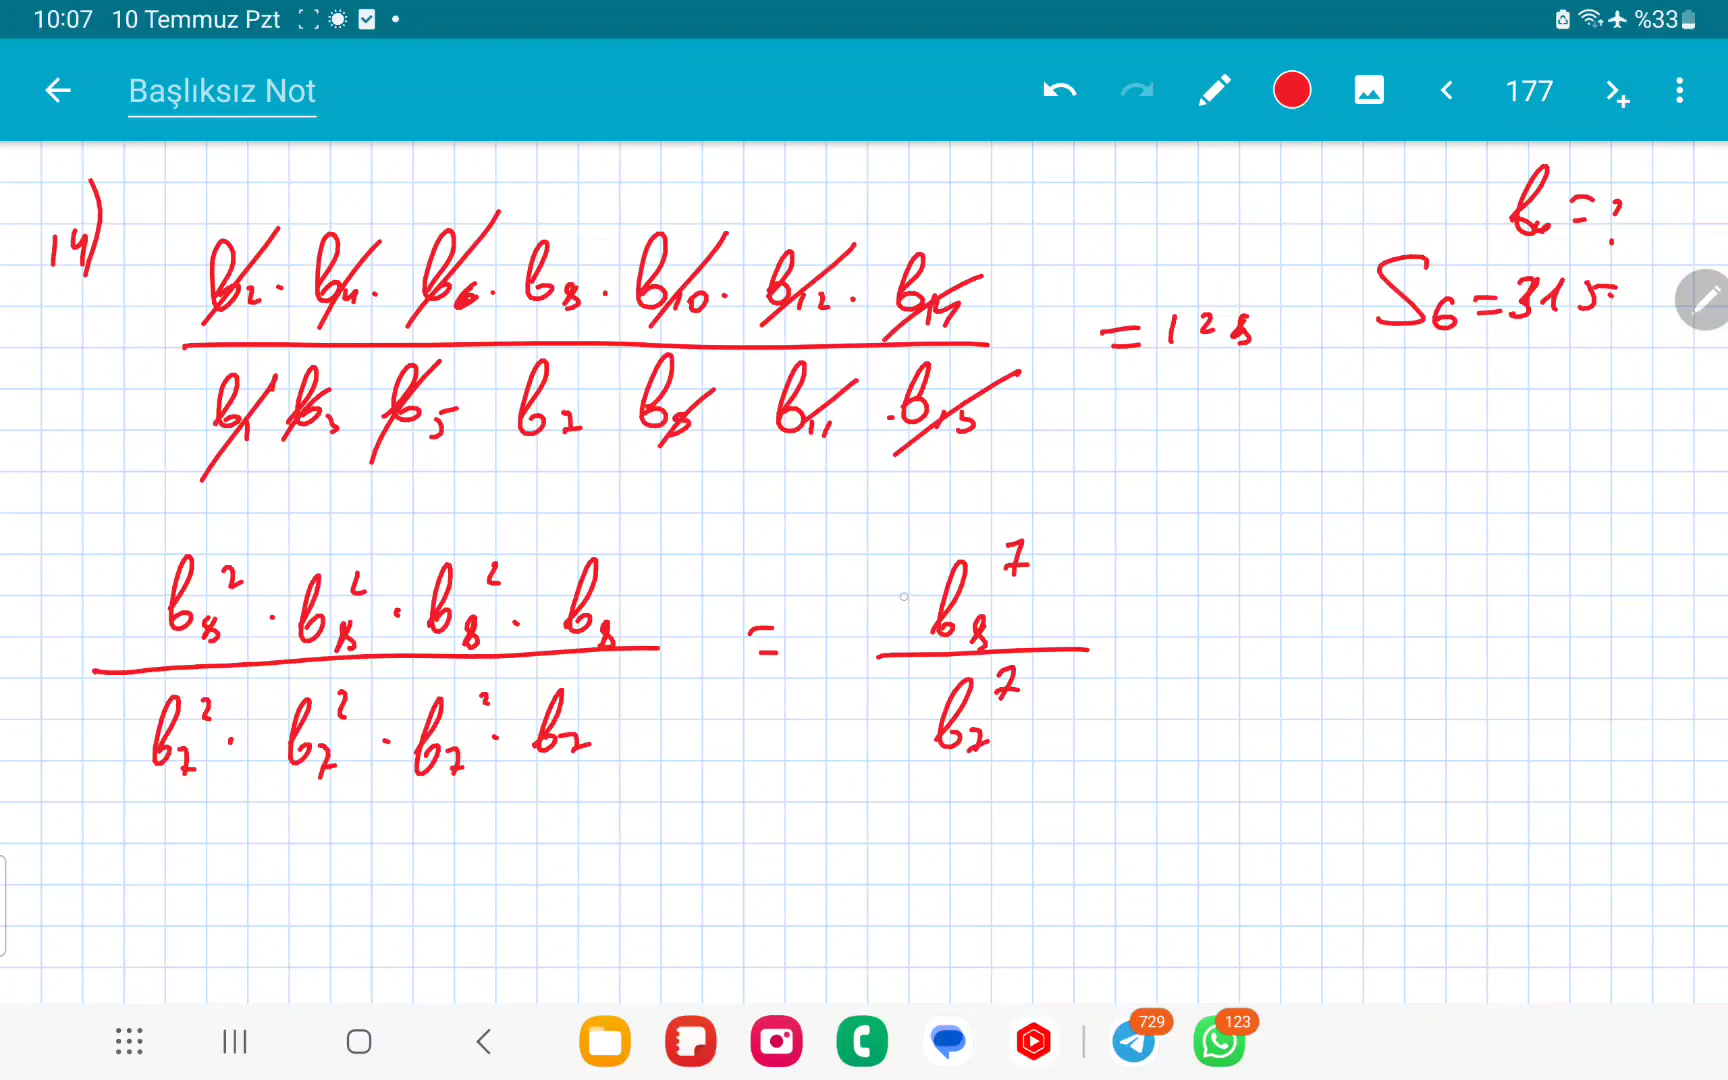 10:07 10 Temmuz Pzt %33
Başlıksız Not 177
14)
b₂ · b₄ · b₆ · b₈ · b₁₀ · b₁₂ · b₁₄
b₁ b₃ b₅ b₇ b₉ b₁₁ · b₁₃
= 128
b₄ = ?
S₆ = 315
b₈² · b₈² · b₈² · b₈ = b₈⁷
b₇² · b₇² · b₇² · b₇ b₇⁷
729 123